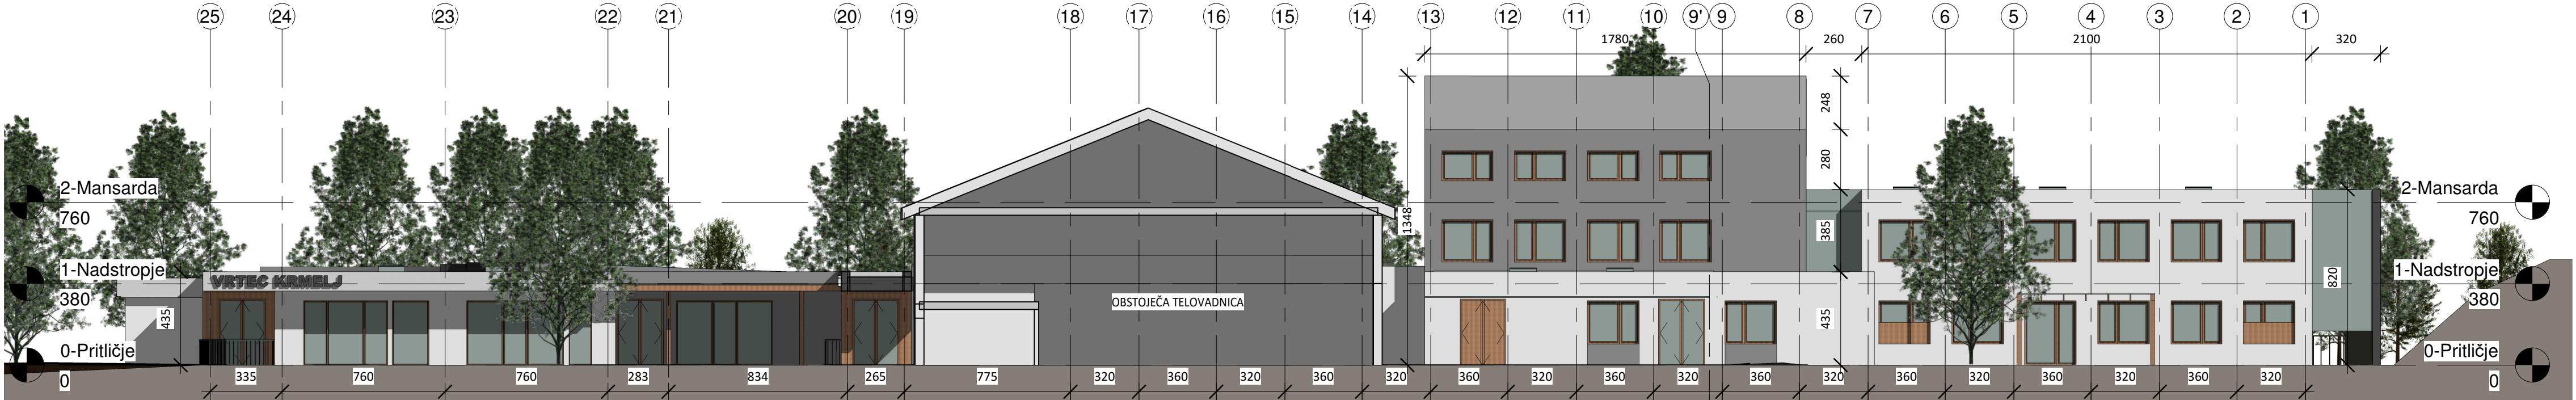 25 24 23 22 21 20 19 18 17 16 15 14 13 12 11 10 9' 9 8 7 6 5 4 3 2 1
1780 260 2100 320
248
280
385
435
1348
820
435
2-Mansarda
760
1-Nadstropje
380
0-Pritličje
0
VRTEC KRMELJ
OBSTOJEČA TELOVADNICA
2-Mansarda
760
1-Nadstropje
380
0-Pritličje
0
335 760 760 283 834 265 775 320 360 320 360 320 360 320 360 320 360 320 360 320 360 320 360 320